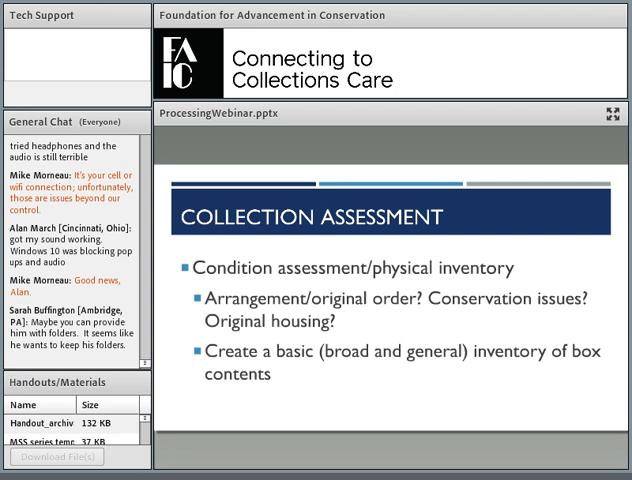 Tech Support
Foundation for Advancement in Conservation
FAIC
Connecting to
Collections Care
General Chat (Everyone)
tried headphones and the
audio is still terrible
Mike Morneau: It's your cell or
wifi connection; unfortunately,
those are issues beyond our
control.
Alan March [Cincinnati, Ohio]:
got my sound working.
Windows 10 was blocking pop
ups and audio
Mike Morneau: Good news,
Alan.
Sarah Buffington [Ambridge,
PA]: Maybe you can provide
him with folders. It seems like
he wants to keep his folders.
Handouts/Materials
Name Size
Handout_archiv 132 KB
MSS series temp 37 KB
Download File(s)
ProcessingWebinar.pptx
COLLECTION ASSESSMENT
Condition assessment/physical inventory
Arrangement/original order? Conservation issues?
Original housing?
Create a basic (broad and general) inventory of box
contents